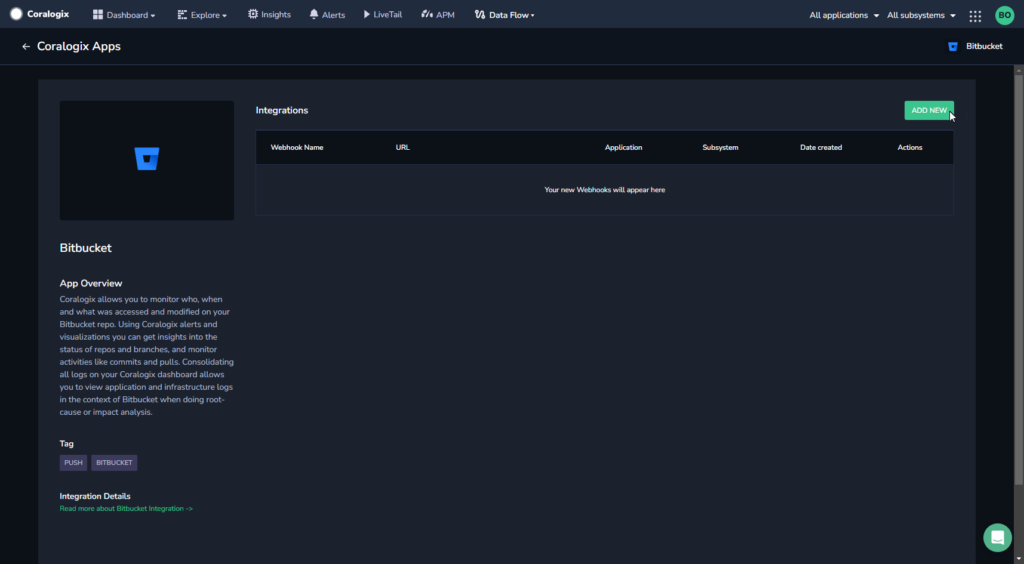 Coralogix Dashboard Explore Insights Alerts LiveTail APM Data Flow All applications All subsystems BO
← Coralogix Apps Bitbucket
Integrations ADD NEW
Webhook Name URL Application Subsystem Date created Actions
Your new Webhooks will appear here
Bitbucket
App Overview
Coralogix allows you to monitor who, when
and what was accessed and modified on your
Bitbucket repo. Using Coralogix alerts and
visualizations you can get insights into the
status of repos and branches, and monitor
activities like commits and pulls. Consolidating
all logs on your Coralogix dashboard allows
you to view application and infrastructure logs
in the context of Bitbucket when doing root-
cause or impact analysis.
Tag
PUSH BITBUCKET
Integration Details
Read more about Bitbucket Integration ->